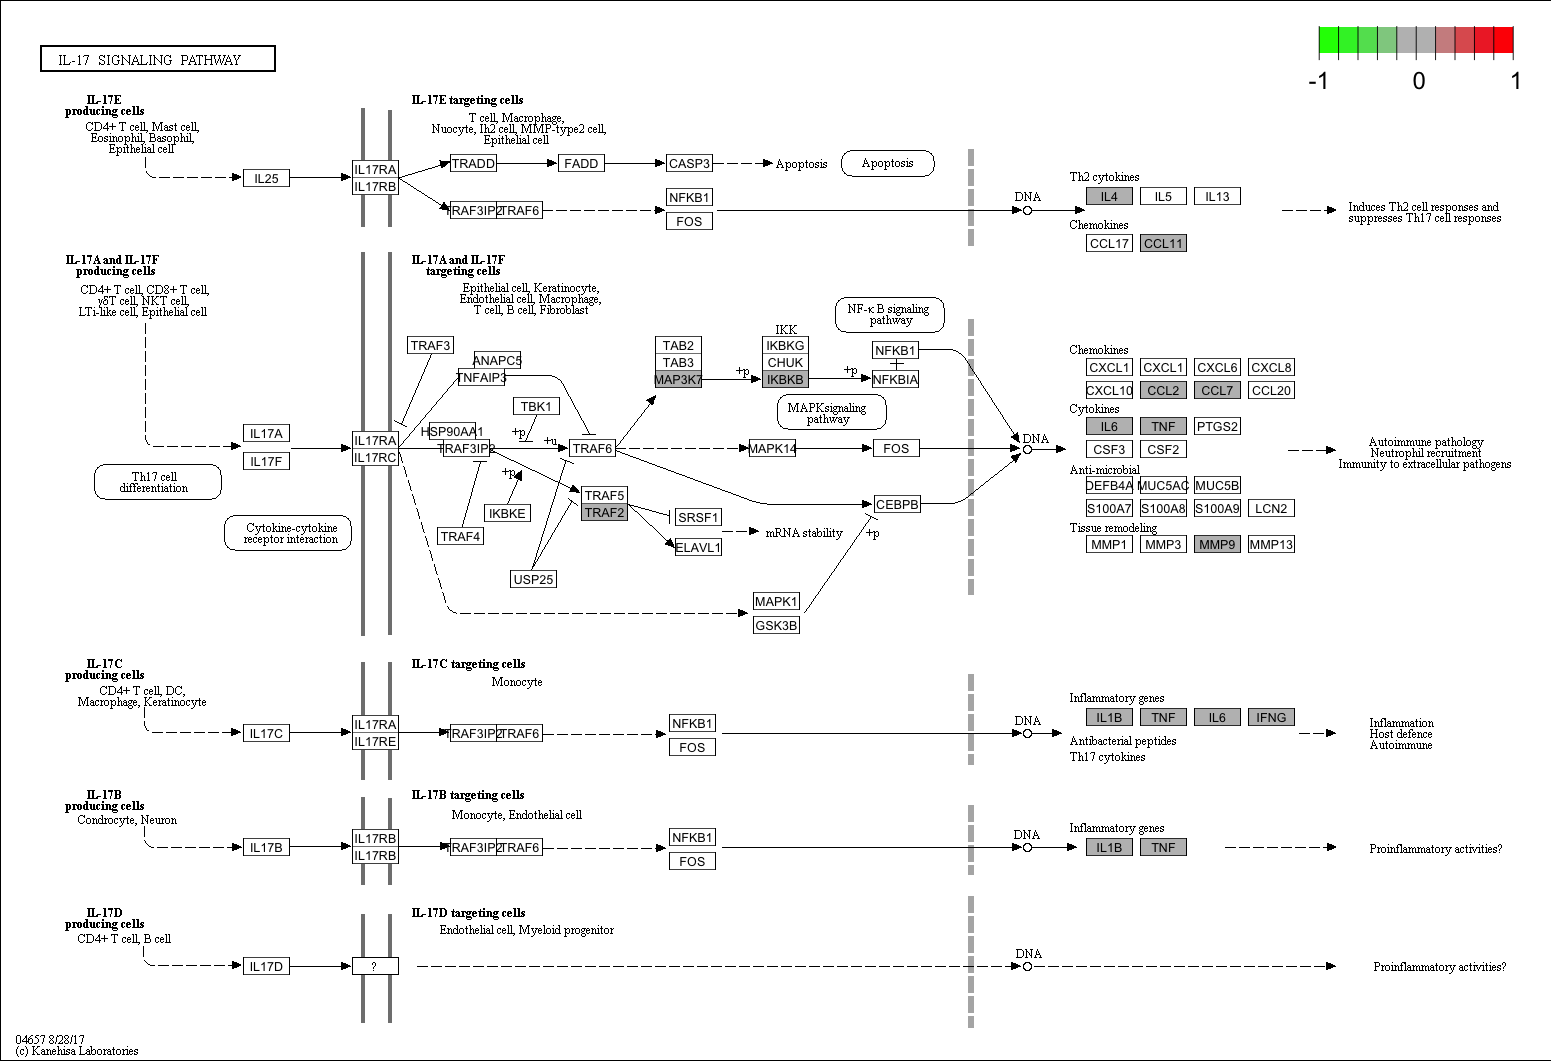 IL-17 SIGNALING PATHWAY
-1 0 1
IL-17E
producing cells
CD4+ T cell, Mast cell,
Eosinophil, Basophil,
Epithelial cell
IL-17E targeting cells
T cell, Macrophage,
Nuocyte, Ih2 cell, MMP-type2 cell,
Epithelial cell
IL25
IL17RA
IL17RB
TRADD
FADD
CASP3
Apoptosis
Apoptosis
TRAF3IP2
TRAF6
NFKB1
FOS
DNA
Th2 cytokines
IL4 IL5 IL13
Chemokines
CCL17 CCL11
Induces Th2 cell responses and
suppresses Th17 cell responses
IL-17A and IL-17F
producing cells
CD4+ T cell, CD8+ T cell,
γδT cell, NKT cell,
LTi-like cell, Epithelial cell
IL-17A and IL-17F
targeting cells
Epithelial cell, Keratinocyte,
Endothelial cell, Macrophage,
T cell, B cell, Fibroblast
NF-κ B signaling
pathway
TRAF3
ANAPC5
TNFAIP3
TAB2
TAB3
MAP3K7
+p
IKK
IKBKG
CHUK
IKBKB
+p
NFKB1
NFKBIA
TBK1
MAPKsignaling
pathway
IL17A
IL17F
IL17RA
IL17RC
HSP90AA1
TRAF3IP2
+p
+u
TRAF6
MAPK14
FOS
DNA
+p
IKBKE
TRAF5
TRAF2
TRAF4
SRSF1
ELAVL1
mRNA stability
CEBPB
+p
USP25
MAPK1
GSK3B
Th17 cell
differentiation
Cytokine-cytokine
receptor interaction
Chemokines
CXCL1 CXCL1 CXCL6 CXCL8
CXCL10 CCL2 CCL7 CCL20
Cytokines
IL6 TNF PTGS2
CSF3 CSF2
Anti-microbial
DEFB4A MUC5AC MUC5B
S100A7 S100A8 S100A9 LCN2
Tissue remodeling
MMP1 MMP3 MMP9 MMP13
Autoimmune pathology
Neutrophil recruitment
Immunity to extracellular pathogens
IL-17C
producing cells
CD4+ T cell, DC,
Macrophage, Keratinocyte
IL-17C targeting cells
Monocyte
IL17C
IL17RA
IL17RE
TRAF3IP2
TRAF6
NFKB1
FOS
DNA
Inflammatory genes
IL1B TNF IL6 IFNG
Antibacterial peptides
Th17 cytokines
Inflammation
Host defence
Autoimmune
IL-17B
producing cells
Condrocyte, Neuron
IL-17B targeting cells
Monocyte, Endothelial cell
IL17B
IL17RB
IL17RB
TRAF3IP2
TRAF6
NFKB1
FOS
DNA
Inflammatory genes
IL1B TNF
Proinflammatory activities?
IL-17D
producing cells
CD4+ T cell, B cell
IL-17D targeting cells
Endothelial cell, Myeloid progenitor
IL17D
?
DNA
Proinflammatory activities?
04657 8/28/17
(c) Kanehisa Laboratories